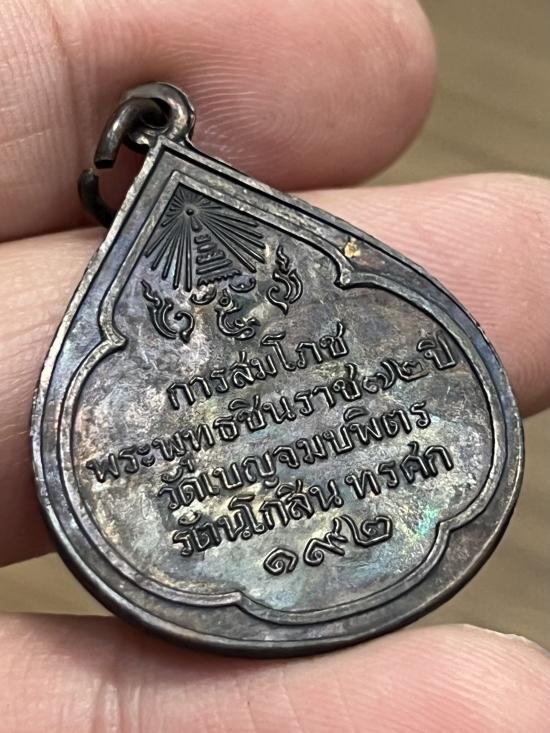 การสมโภช
พระพุทธชินราช๗๒ปี
วัดเบญจมบพิตร
รัตนโกสิน ทรศก
๑๙๒